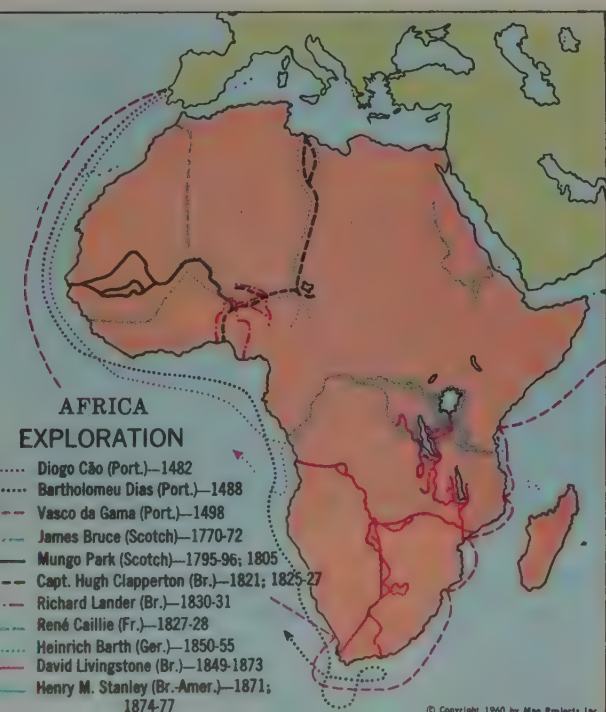 AFRICA
EXPLORATION
Diogo Cão (Port.)—1482
Bartholomeu Dias (Port.)—1488
Vasco da Gama (Port.)—1498
James Bruce (Scotch)—1770-72
Mungo Park (Scotch)—1795-96; 1805
Capt. Hugh Clapperton (Br.)—1821; 1825-27
Richard Lander (Br.)—1830-31
René Caillie (Fr.)—1827-28
Heinrich Barth (Ger.)—1850-55
David Livingstone (Br.)—1849-1873
Henry M. Stanley (Br.-Amer.)—1871;
1874-77
© Copyright 1960 by Map Projects Inc.